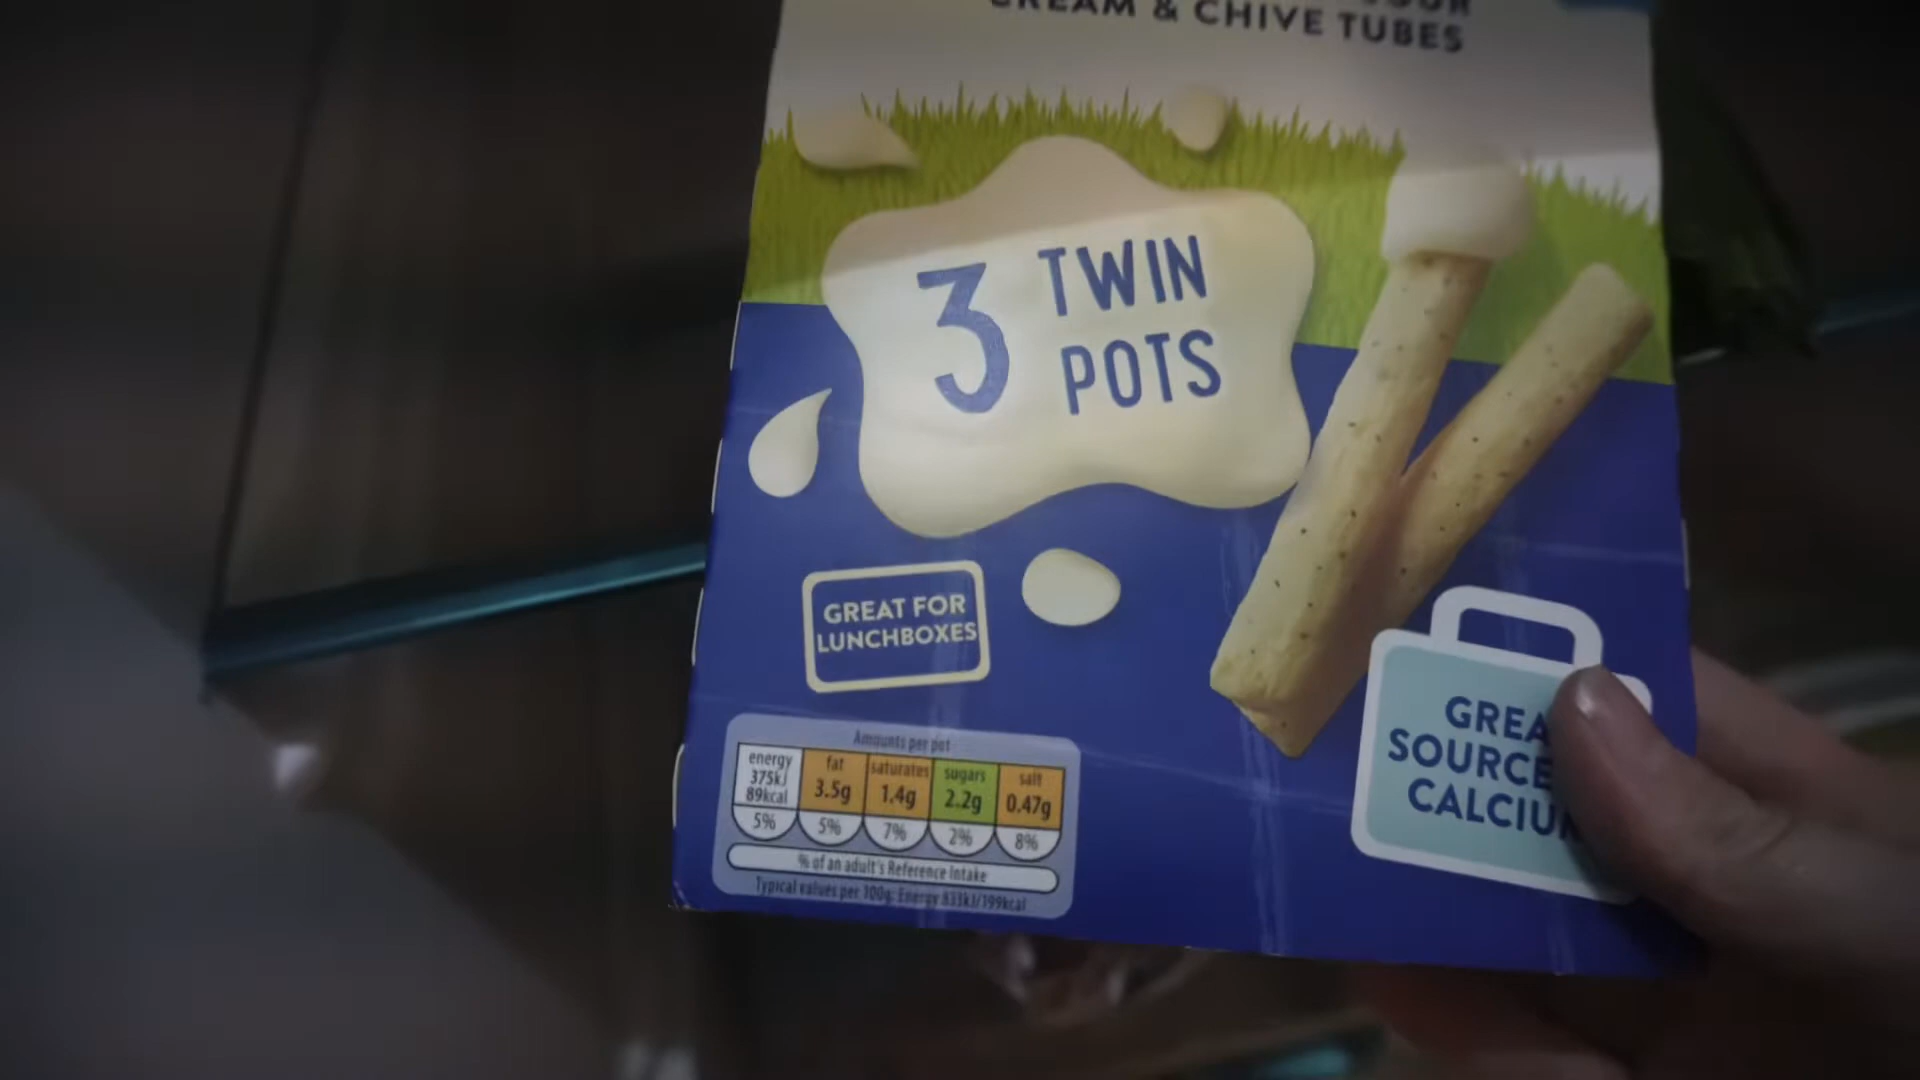 CREAM & CHIVE TUBES
3 TWIN
POTS
GREAT FOR
LUNCHBOXES
GREA
SOURCE
CALCIU
Amounts per pot
energy
375kJ
89kcal
5%
fat
3.5g
5%
saturates
1.4g
7%
sugars
2.2g
2%
salt
0.47g
8%
% of an adult's Reference Intake
Typical values per 100g: Energy 833kJ/199kcal